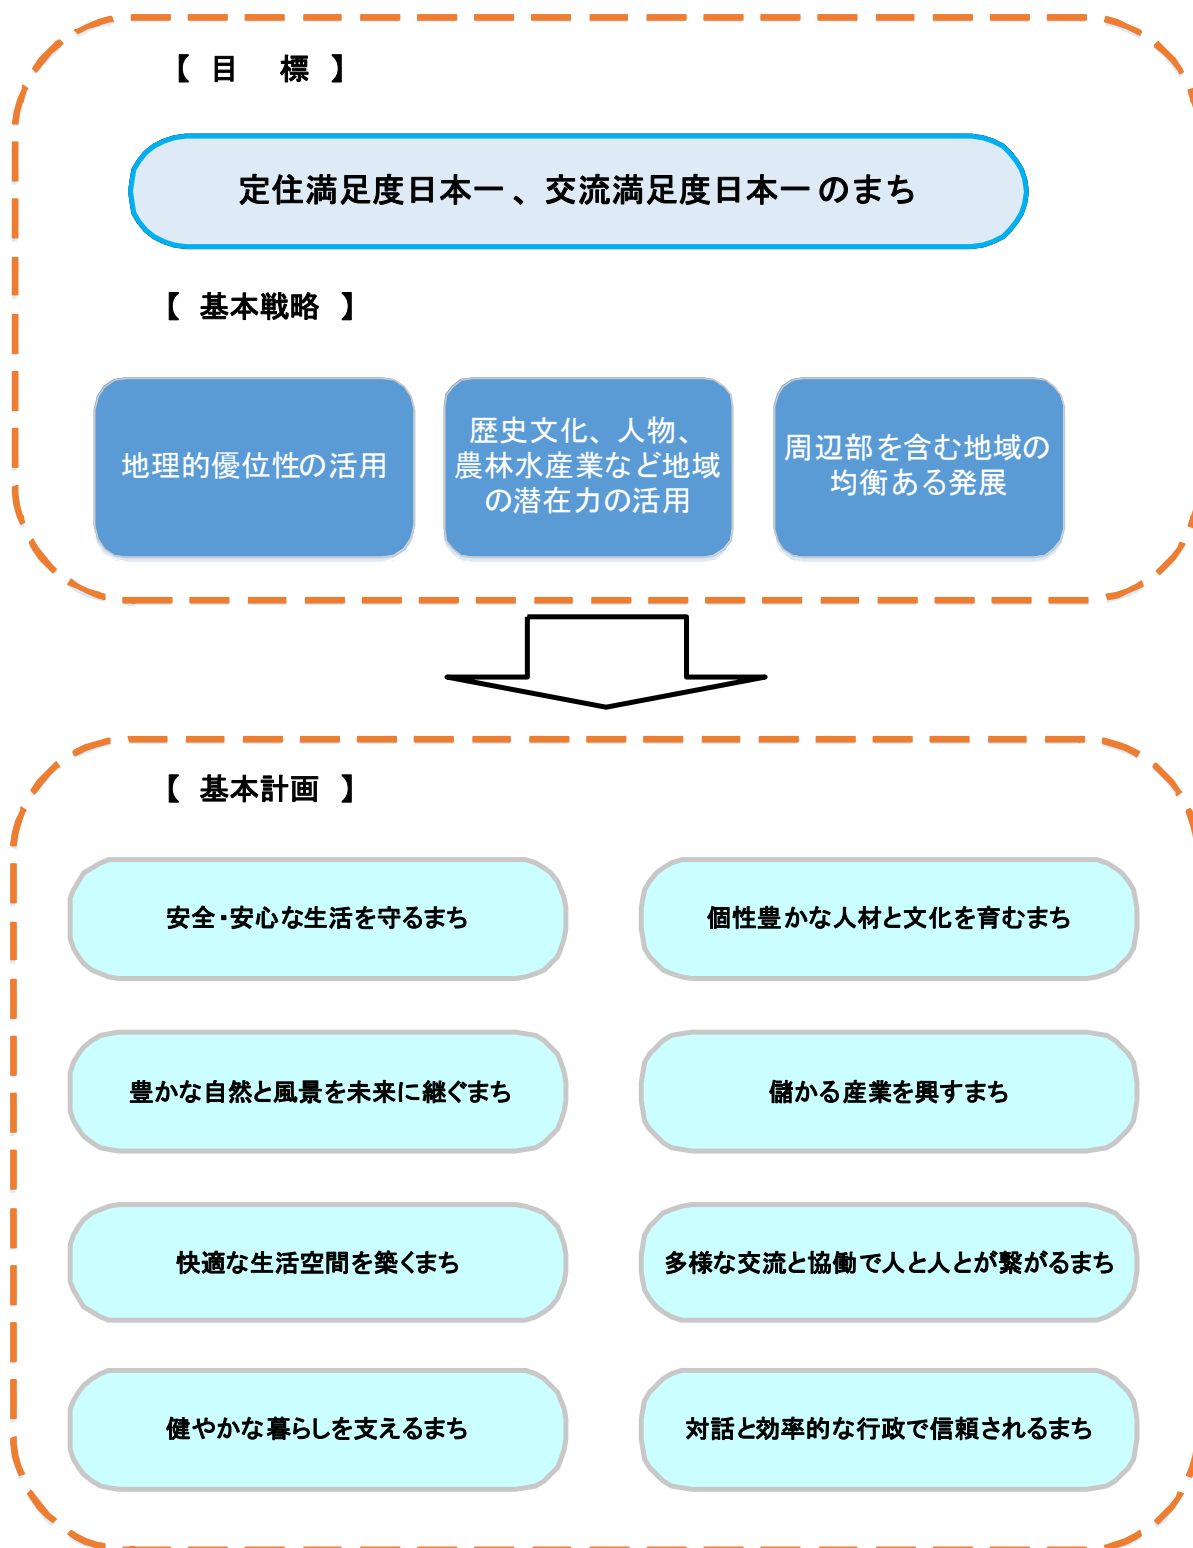 【 目 標 】
定住満足度日本一、交流満足度日本一のまち
【 基本戦略 】
地理的優位性の活用
歴史文化、人物、
農林水産業など地域
の潜在力の活用
周辺部を含む地域の
均衡ある発展
【 基本計画 】
安全・安心な生活を守るまち
個性豊かな人材と文化を育むまち
豊かな自然と風景を未来に継ぐまち
儲かる産業を興すまち
快適な生活空間を築くまち
多様な交流と協働で人と人とが繋がるまち
健やかな暮らしを支えるまち
対話と効率的な行政で信頼されるまち